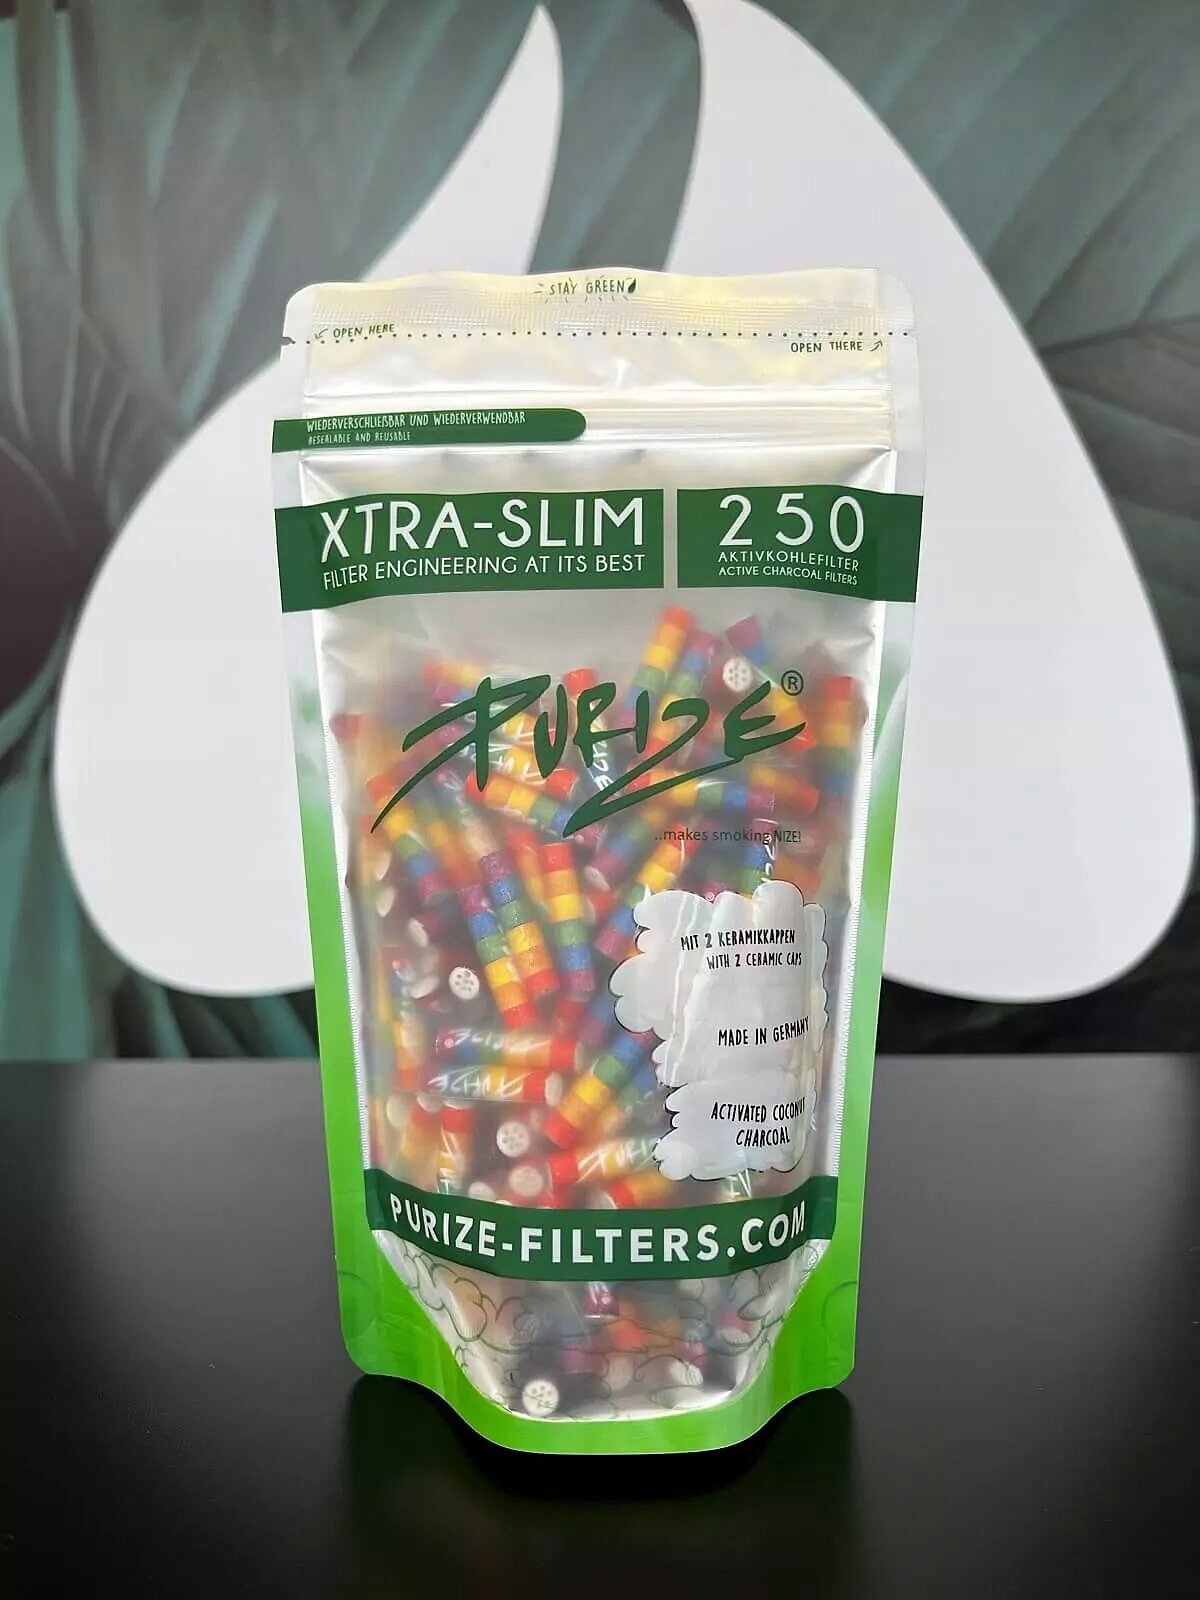 STAY GREEN
OPEN HERE
OPEN THERE
WIEDERVERSCHLIEßBAR UND WIEDERVERWENDBAR
RESEALABLE AND REUSABLE
XTRA-SLIM
FILTER ENGINEERING AT ITS BEST
250
AKTIVKOHLEFILTER
ACTIVE CHARCOAL FILTERS
PURIZE®
...makes smoking NIZE!
MIT 2 KERAMIKKAPPEN
WITH 2 CERAMIC CAPS
MADE IN GERMANY
ACTIVATED COCONUT
CHARCOAL
PURIZE
PURIZE-FILTERS.COM